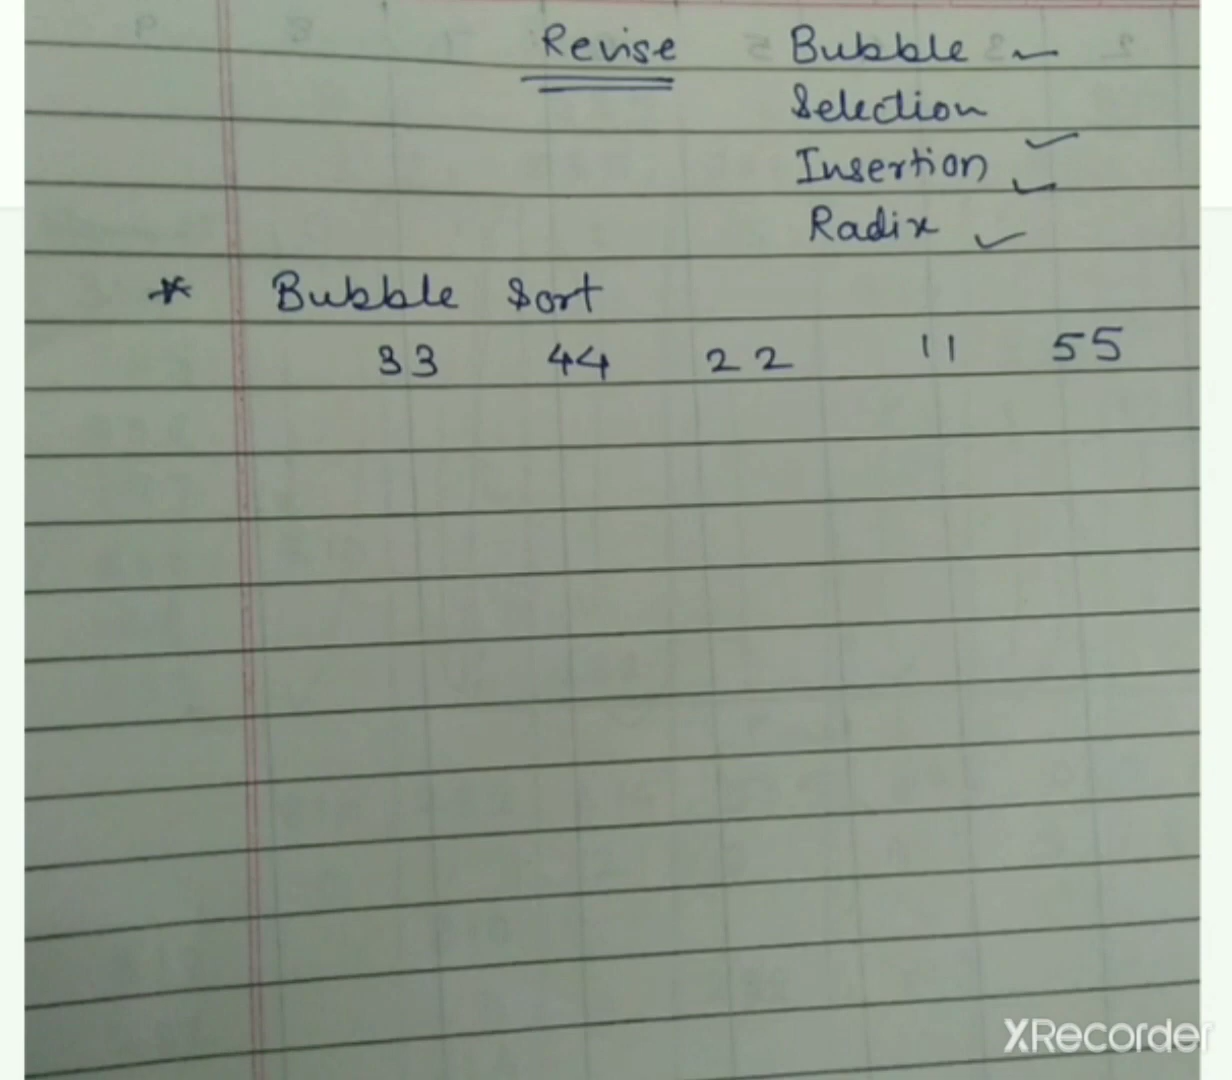 Revise Bubble
Selection
Insertion
Radix
* Bubble Sort
33 44 22 11 55
XRecorder